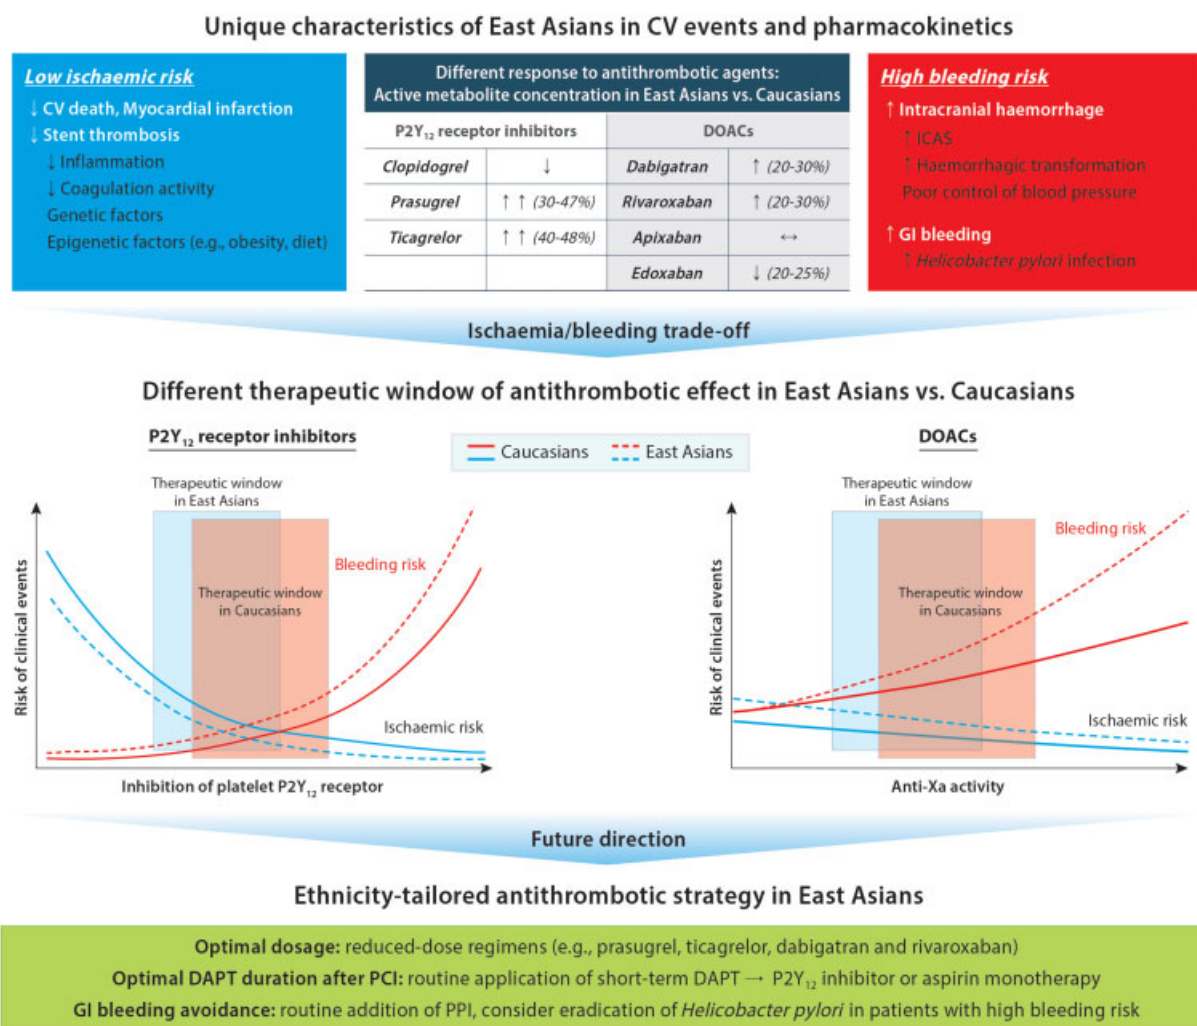 Unique characteristics of East Asians in CV events and pharmacokinetics
Low ischaemic risk
↓ CV death, Myocardial infarction
↓ Stent thrombosis
↓ Inflammation
↓ Coagulation activity
Genetic factors
Epigenetic factors (e.g., obesity, diet)
Different response to antithrombotic agents:
Active metabolite concentration in East Asians vs. Caucasians
P2Y₁₂ receptor inhibitors DOACs
Clopidogrel ↓ Dabigatran ↑ (20-30%)
Prasugrel ↑ ↑ (30-47%) Rivaroxaban ↑ (20-30%)
Ticagrelor ↑ ↑ (40-48%) Apixaban ↔
Edoxaban ↓ (20-25%)
High bleeding risk
↑ Intracranial haemorrhage
↑ ICAS
↑ Haemorrhagic transformation
Poor control of blood pressure
↑ GI bleeding
↑ Helicobacter pylori infection
Ischaemia/bleeding trade-off
Different therapeutic window of antithrombotic effect in East Asians vs. Caucasians
P2Y₁₂ receptor inhibitors
Caucasians East Asians
DOACs
Therapeutic window
in East Asians
Bleeding risk
Therapeutic window
in Caucasians
Ischaemic risk
Risk of clinical events
Inhibition of platelet P2Y₁₂ receptor
Therapeutic window
in East Asians
Bleeding risk
Therapeutic window
in Caucasians
Ischaemic risk
Risk of clinical events
Anti-Xa activity
Future direction
Ethnicity-tailored antithrombotic strategy in East Asians
Optimal dosage: reduced-dose regimens (e.g., prasugrel, ticagrelor, dabigatran and rivaroxaban)
Optimal DAPT duration after PCI: routine application of short-term DAPT → P2Y₁₂ inhibitor or aspirin monotherapy
GI bleeding avoidance: routine addition of PPI, consider eradication of Helicobacter pylori in patients with high bleeding risk